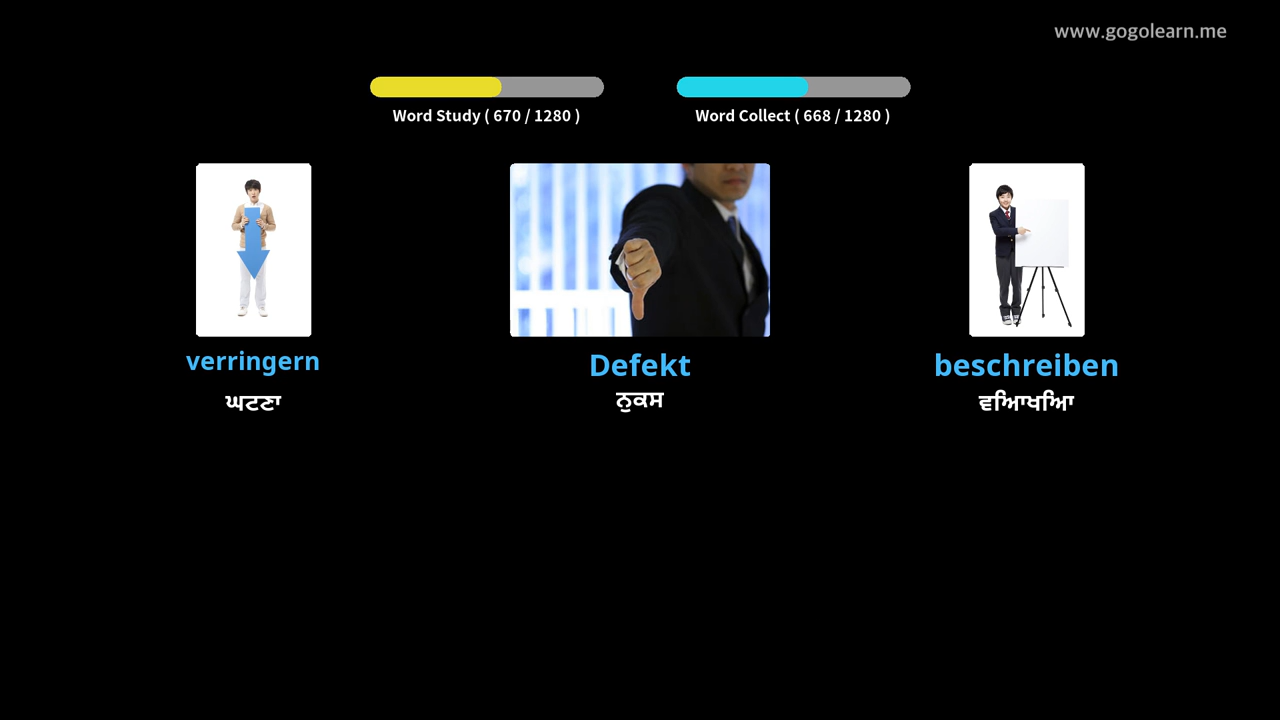 www.gogolearn.me
Word Study ( 670 / 1280 )
Word Collect ( 668 / 1280 )
verringern
Defekt
beschreiben
ਘਟਣਾ
ਨੁਕਸ
ਵਿਆਖਿਆ